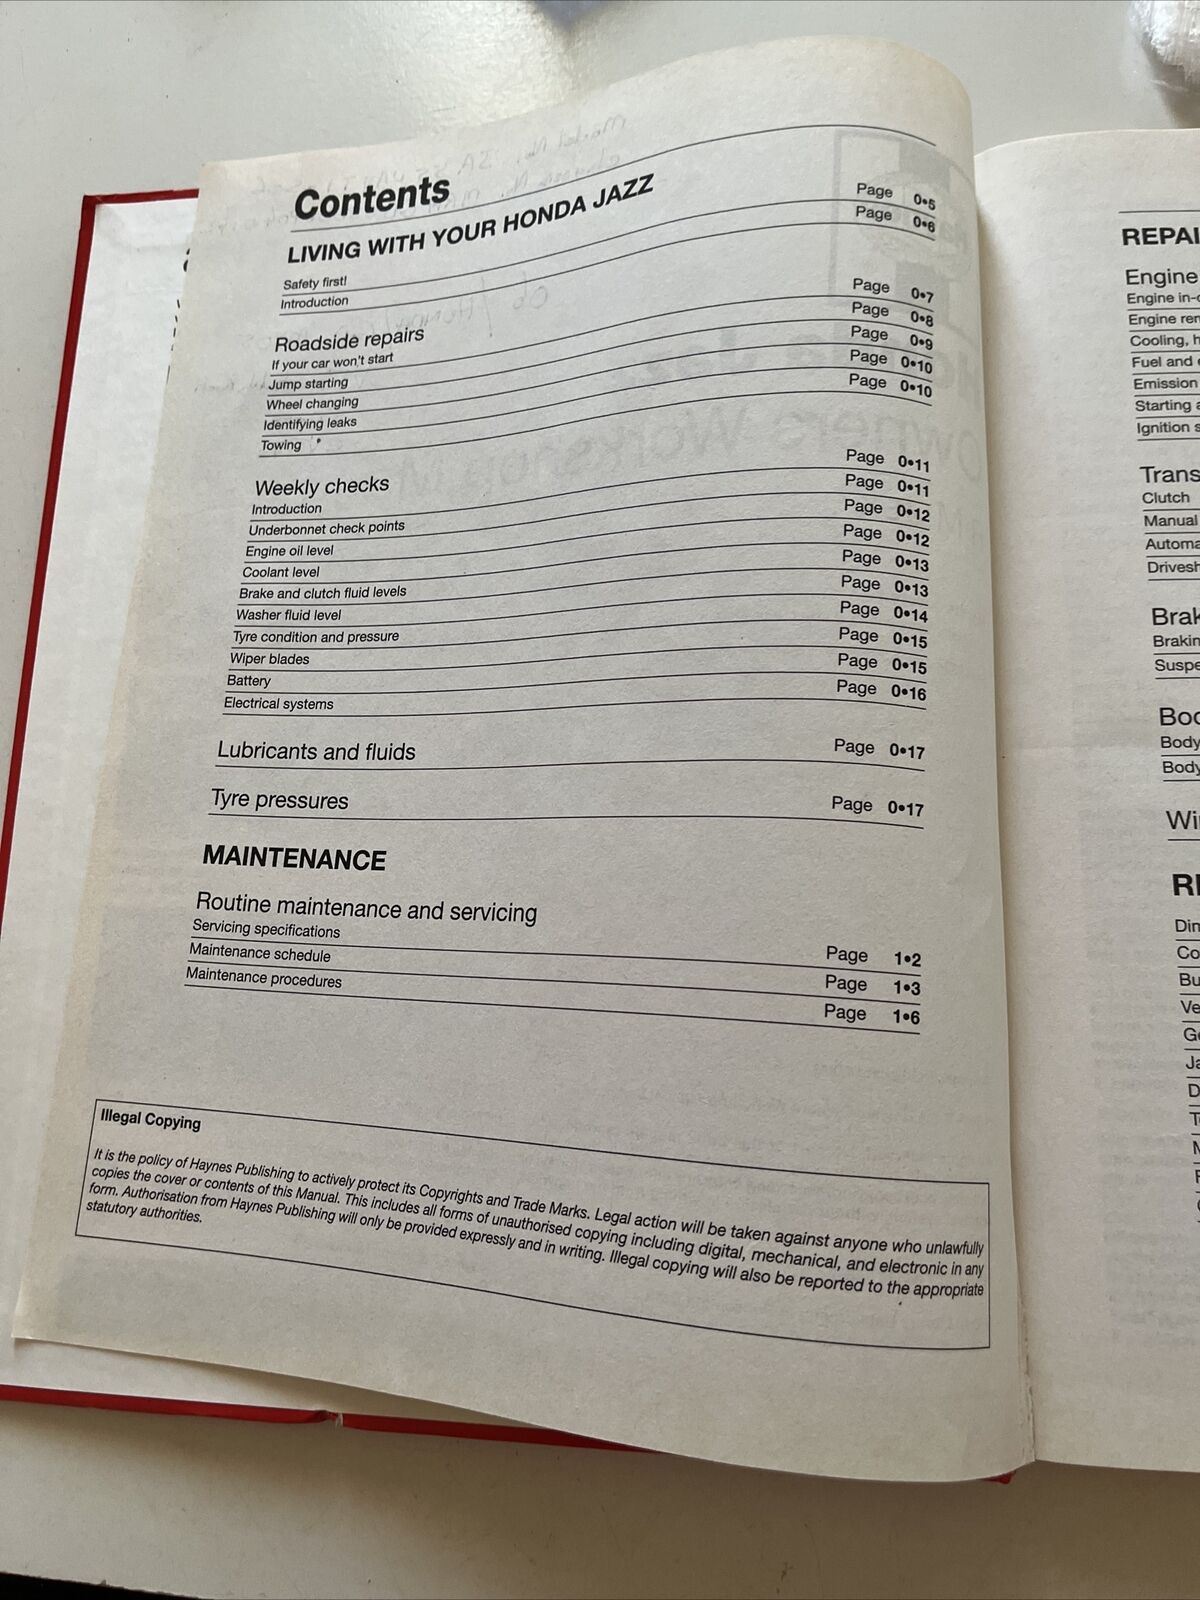 Contents
LIVING WITH YOUR HONDA JAZZ
Safety first! Page 0•5
Introduction Page 0•6
Roadside repairs
If your car won't start Page 0•7
Jump starting Page 0•8
Wheel changing Page 0•9
Identifying leaks Page 0•10
Towing Page 0•10
Weekly checks
Introduction Page 0•11
Underbonnet check points Page 0•11
Engine oil level Page 0•12
Coolant level Page 0•12
Brake and clutch fluid levels Page 0•13
Washer fluid level Page 0•13
Tyre condition and pressure Page 0•14
Wiper blades Page 0•15
Battery Page 0•15
Electrical systems Page 0•16
Lubricants and fluids Page 0•17
Tyre pressures Page 0•17
MAINTENANCE
Routine maintenance and servicing
Servicing specifications Page 1•2
Maintenance schedule Page 1•3
Maintenance procedures Page 1•6
Illegal Copying
It is the policy of Haynes Publishing to actively protect its Copyrights and Trade Marks. Legal action will be taken against anyone who unlawfully
copies the cover or contents of this Manual. This includes all forms of unauthorised copying including digital, mechanical, and electronic in any
form. Authorisation from Haynes Publishing will only be provided expressly and in writing. Illegal copying will also be reported to the appropriate
statutory authorities.
REPAI
Engine
Engine in-c
Engine rem
Cooling, h
Fuel and e
Emission
Starting a
Ignition s
Trans
Clutch
Manual
Automa
Drivesh
Brak
Brakin
Suspe
Bod
Body
Body
Wi
R
Din
Co
Bu
Ve
Ge
Ja
D